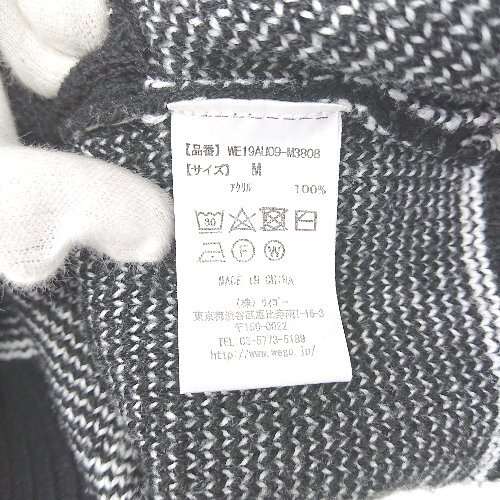 【品番】 WE19AU09-M3808
【サイズ】 M
アクリル 100%
30
F W
MADE IN CHINA
(株) ウィゴー
東京都渋谷区恵比寿南1-16-3
〒150-0022
TEL 03-5773-5189
http://www.wego.jp/